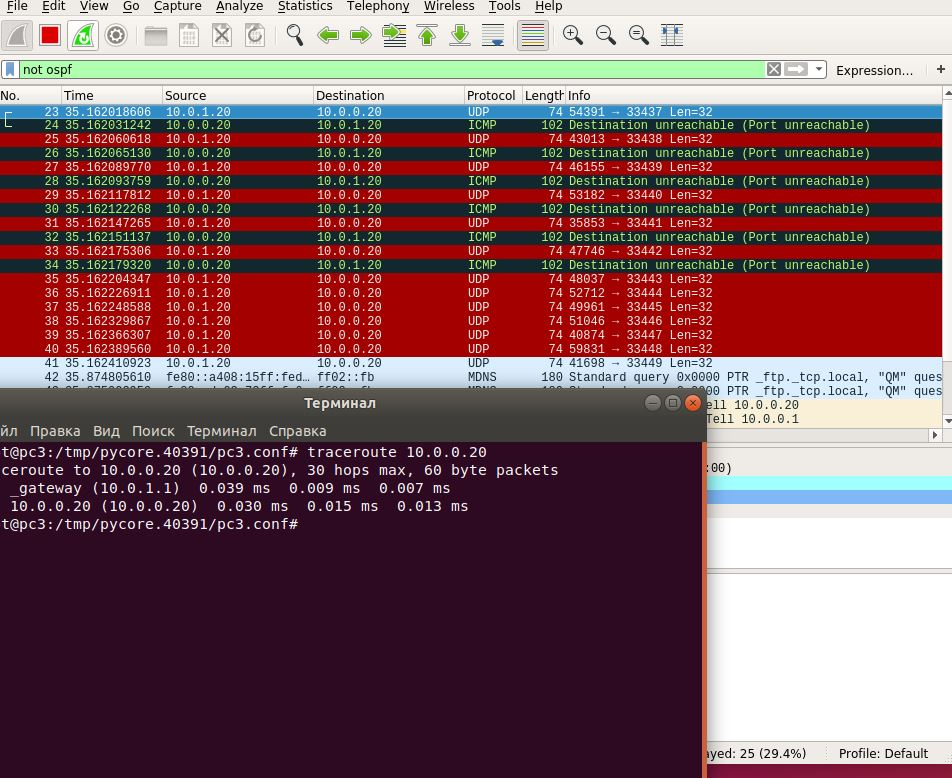 File Edit View Go Capture Analyze Statistics Telephony Wireless Tools Help
not ospf Expression... +
No. Time Source Destination Protocol Length Info
23 35.162018606 10.0.1.20 10.0.0.20 UDP 74 54391 → 33437 Len=32
24 35.162031242 10.0.0.20 10.0.1.20 ICMP 102 Destination unreachable (Port unreachable)
25 35.162060618 10.0.1.20 10.0.0.20 UDP 74 43013 → 33438 Len=32
26 35.162065130 10.0.0.20 10.0.1.20 ICMP 102 Destination unreachable (Port unreachable)
27 35.162089770 10.0.1.20 10.0.0.20 UDP 74 46155 → 33439 Len=32
28 35.162093759 10.0.0.20 10.0.1.20 ICMP 102 Destination unreachable (Port unreachable)
29 35.162117812 10.0.1.20 10.0.0.20 UDP 74 53182 → 33440 Len=32
30 35.162122268 10.0.0.20 10.0.1.20 ICMP 102 Destination unreachable (Port unreachable)
31 35.162147265 10.0.1.20 10.0.0.20 UDP 74 35853 → 33441 Len=32
32 35.162151137 10.0.0.20 10.0.1.20 ICMP 102 Destination unreachable (Port unreachable)
33 35.162175306 10.0.1.20 10.0.0.20 UDP 74 47746 → 33442 Len=32
34 35.162179320 10.0.0.20 10.0.1.20 ICMP 102 Destination unreachable (Port unreachable)
35 35.162204347 10.0.1.20 10.0.0.20 UDP 74 48037 → 33443 Len=32
36 35.162226911 10.0.1.20 10.0.0.20 UDP 74 52712 → 33444 Len=32
37 35.162248588 10.0.1.20 10.0.0.20 UDP 74 49961 → 33445 Len=32
38 35.162329867 10.0.1.20 10.0.0.20 UDP 74 51046 → 33446 Len=32
39 35.162366307 10.0.1.20 10.0.0.20 UDP 74 40874 → 33447 Len=32
40 35.162389560 10.0.1.20 10.0.0.20 UDP 74 59831 → 33448 Len=32
41 35.162410923 10.0.1.20 10.0.0.20 UDP 74 41698 → 33449 Len=32
42 35.874805610 fe80::a408:15ff:fed… ff02::fb MDNS 180 Standard query 0x0000 PTR _ftp._tcp.local, "QM" ques
00 PTR _ftp._tcp.local, "QM" ques
ell 10.0.0.20
Tell 10.0.0.1
:00)
Терминал
йл Правка Вид Поиск Терминал Справка
t@pc3:/tmp/pycore.40391/pc3.conf# traceroute 10.0.0.20
ceroute to 10.0.0.20 (10.0.0.20), 30 hops max, 60 byte packets
_gateway (10.0.1.1) 0.039 ms 0.009 ms 0.007 ms
10.0.0.20 (10.0.0.20) 0.030 ms 0.015 ms 0.013 ms
t@pc3:/tmp/pycore.40391/pc3.conf#
ayed: 25 (29.4%) Profile: Default